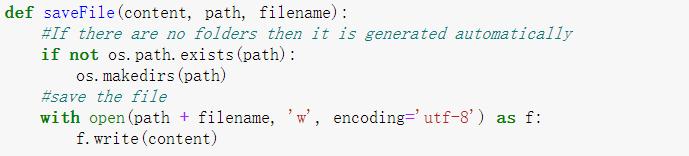 def saveFile(content, path, filename):
    #If there are no folders then it is generated automatically
    if not os.path.exists(path):
        os.makedirs(path)
    #save the file
    with open(path + filename, 'w', encoding='utf-8') as f:
        f.write(content)